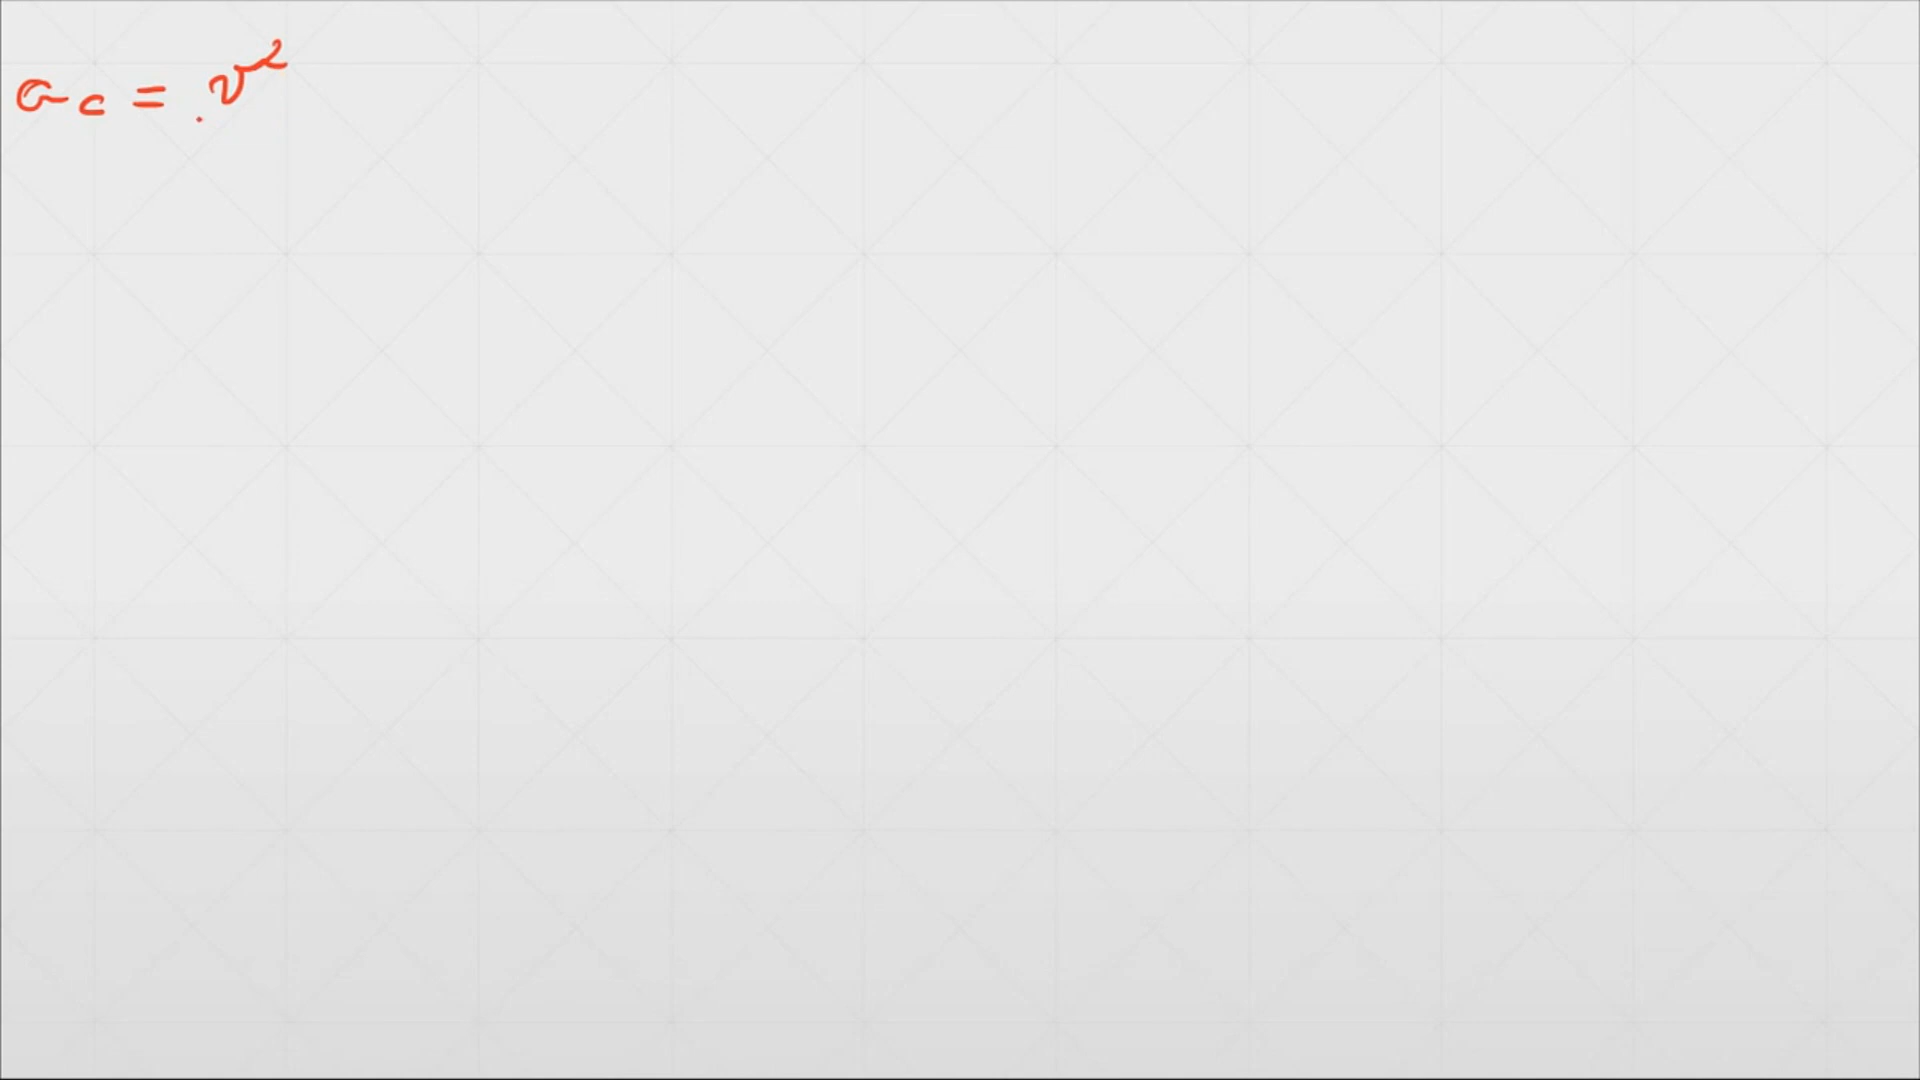 a_c = v²